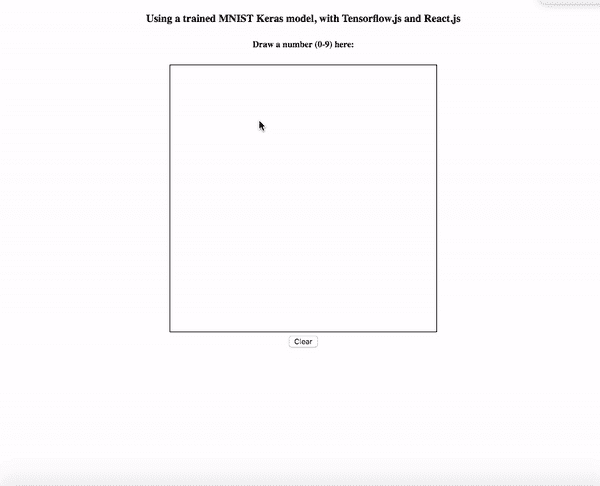 Using a trained MNIST Keras model, with Tensorflow.js and React.js
Draw a number (0-9) here:
Clear